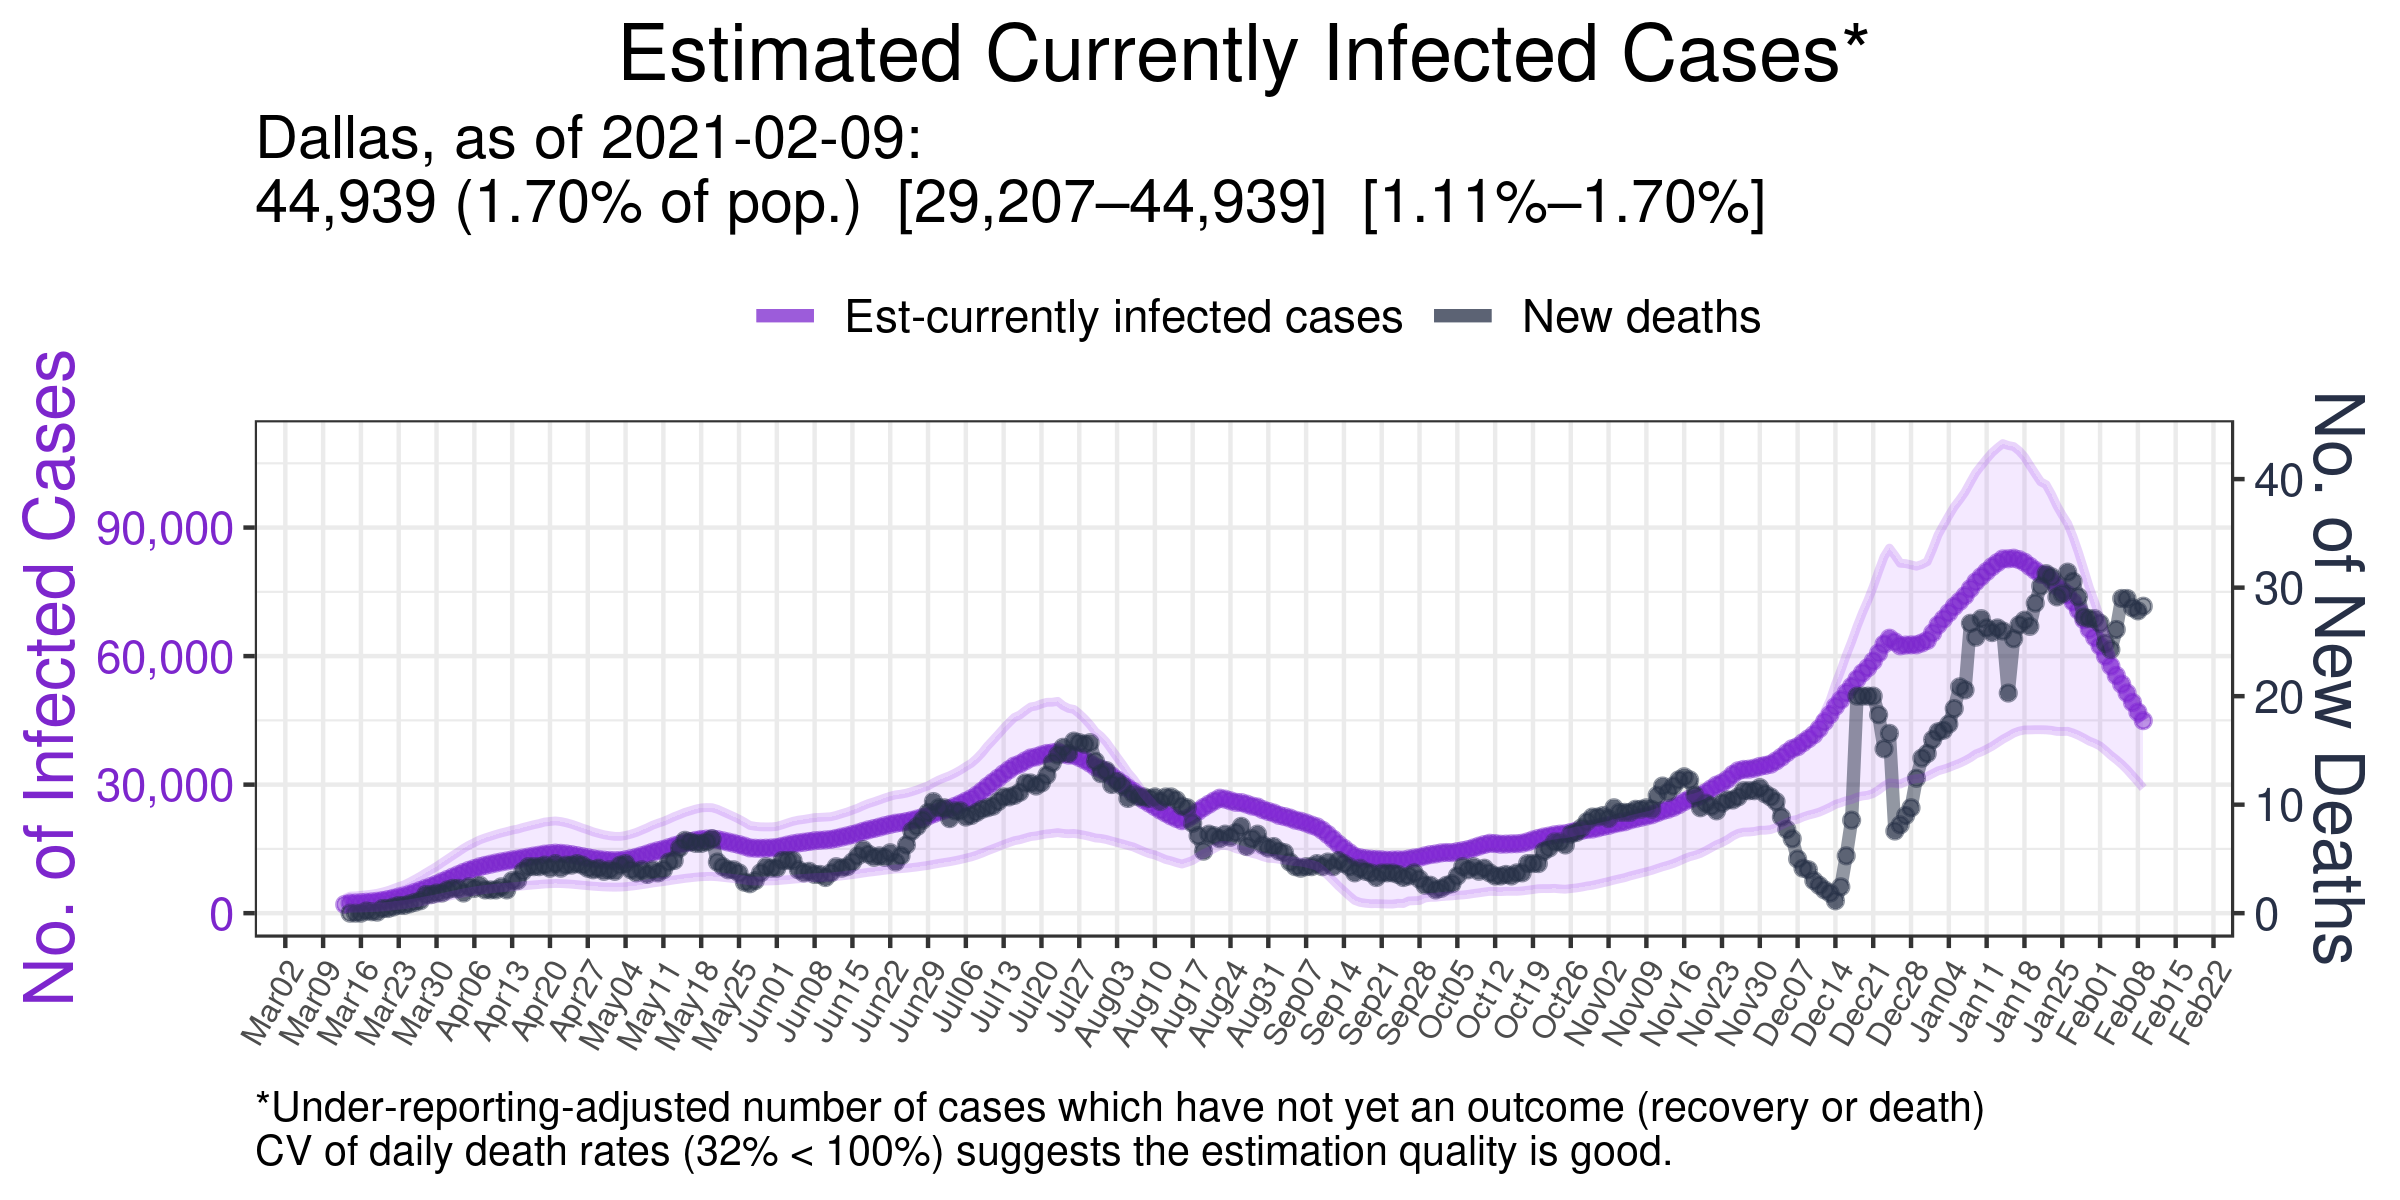 Estimated Currently Infected Cases*
Dallas, as of 2021-02-09:
44,939 (1.70% of pop.)  [29,207–44,939]  [1.11%–1.70%]
Est-currently infected cases
New deaths
No. of Infected Cases
90,000
60,000
30,000
0
40
30
20
10
0
No. of New Deaths
Mar02
Mar09
Mar16
Mar23
Mar30
Apr06
Apr13
Apr20
Apr27
May04
May11
May18
May25
Jun01
Jun08
Jun15
Jun22
Jun29
Jul06
Jul13
Jul20
Jul27
Aug03
Aug10
Aug17
Aug24
Aug31
Sep07
Sep14
Sep21
Sep28
Oct05
Oct12
Oct19
Oct26
Nov02
Nov09
Nov16
Nov23
Nov30
Dec07
Dec14
Dec21
Dec28
Jan04
Jan11
Jan18
Jan25
Feb01
Feb08
Feb15
Feb22
*Under-reporting-adjusted number of cases which have not yet an outcome (recovery or death)
CV of daily death rates (32% < 100%) suggests the estimation quality is good.